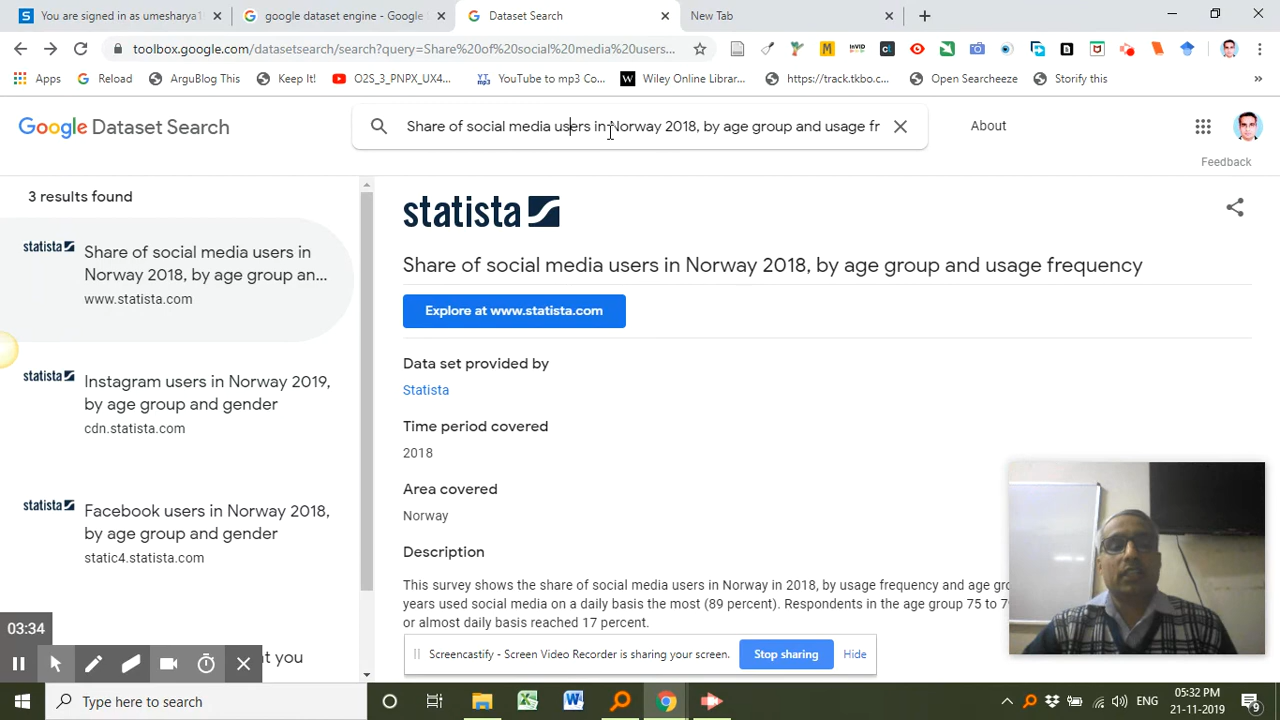 You are signed in as umesharya1
google dataset engine - Google
Dataset Search
New Tab
toolbox.google.com/datasetsearch/search?query=Share%20of%20social%20media%20users...
Apps
Reload
ArguBlog This
Keep It!
O2S_3_PNPX_UX4...
YouTube to mp3 Co...
Wiley Online Librar...
https://track.tkbo.c...
Open Searcheeze
Storify this
Google Dataset Search
Share of social media users in Norway 2018, by age group and usage fr
About
Feedback
3 results found
statista
Share of social media users in
Norway 2018, by age group an...
www.statista.com
statista
Instagram users in Norway 2019,
by age group and gender
cdn.statista.com
statista
Facebook users in Norway 2018,
by age group and gender
static4.statista.com
statista
Share of social media users in Norway 2018, by age group and usage frequency
Explore at www.statista.com
Data set provided by
Statista
Time period covered
2018
Area covered
Norway
Description
This survey shows the share of social media users in Norway in 2018, by usage frequency and age
years used social media on a daily basis the most (89 percent). Respondents in the age group 75 to
or almost daily basis reached 17 percent.
03:34
you
Screencastify - Screen Video Recorder is sharing your screen.
Stop sharing
Hide
Type here to search
ENG
05:32 PM
21-11-2019